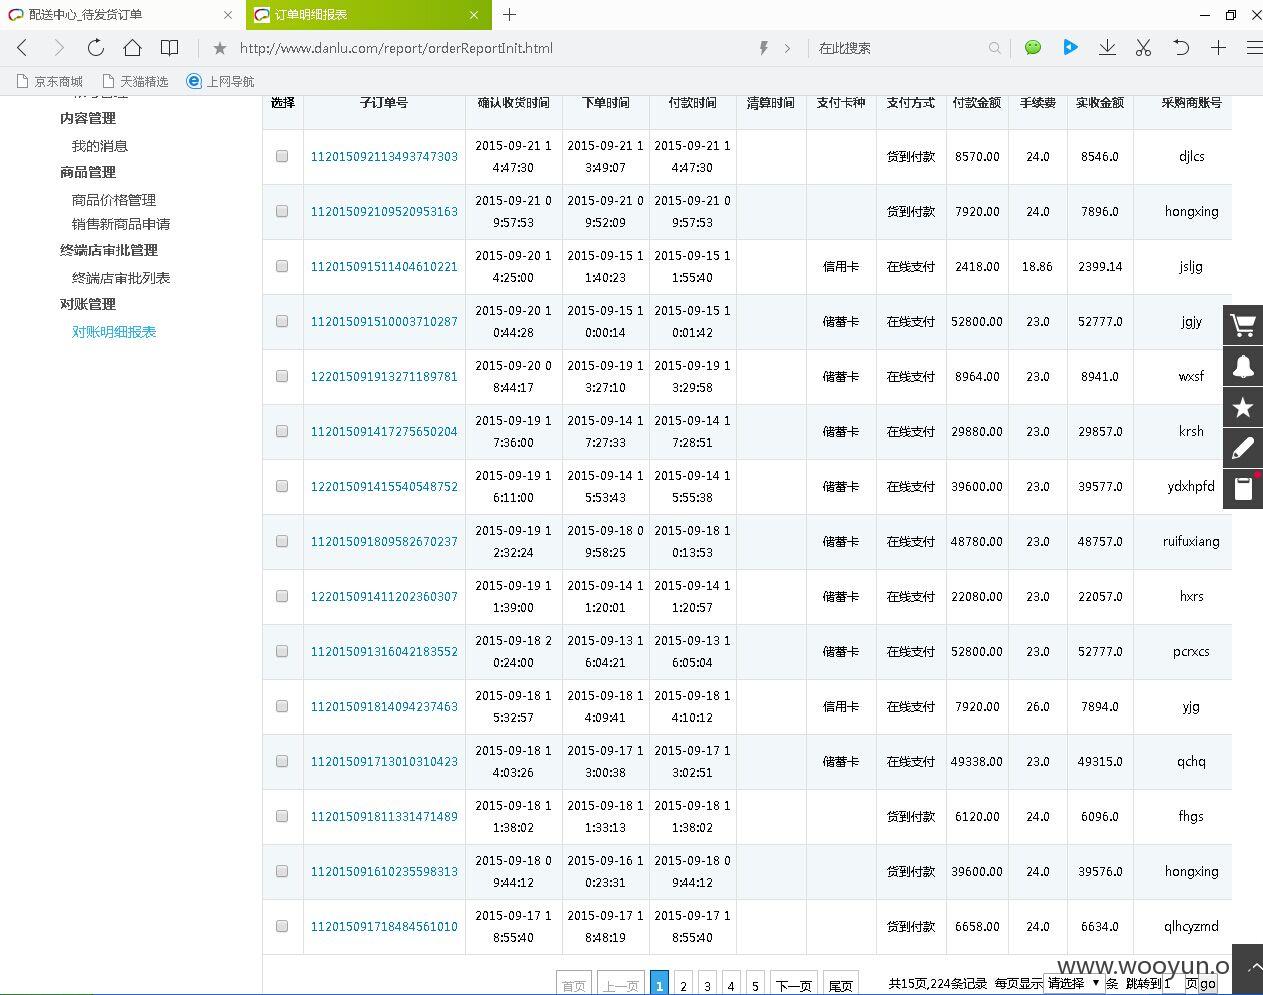 配送中心_待发货订单
订单明细报表
http://www.danlu.com/report/orderReportInit.html
在此搜索
京东商城 天猫精选 上网导航
内容管理
我的消息
商品管理
商品价格管理
销售新商品申请
终端店审批管理
终端店审批列表
对账管理
对账明细报表
选择 子订单号 确认收货时间 下单时间 付款时间 清算时间 支付卡种 支付方式 付款金额 手续费 实收金额 采购商账号
112015092113493747303 2015-09-21 14:47:30 2015-09-21 13:49:07 2015-09-21 14:47:30 货到付款 8570.00 24.0 8546.0 djlcs
112015092109520953163 2015-09-21 09:57:53 2015-09-21 09:52:09 2015-09-21 09:57:53 货到付款 7920.00 24.0 7896.0 hongxing
112015091511404610221 2015-09-20 14:25:00 2015-09-15 11:40:23 2015-09-15 11:55:40 信用卡 在线支付 2418.00 18.86 2399.14 jsljg
112015091510003710287 2015-09-20 10:44:28 2015-09-15 10:00:14 2015-09-15 10:01:42 储蓄卡 在线支付 52800.00 23.0 52777.0 jgjy
122015091913271189781 2015-09-20 08:44:17 2015-09-19 13:27:10 2015-09-19 13:29:58 储蓄卡 在线支付 8964.00 23.0 8941.0 wxsf
112015091417275650204 2015-09-19 17:36:00 2015-09-14 17:27:33 2015-09-14 17:28:51 储蓄卡 在线支付 29880.00 23.0 29857.0 krsh
122015091415540548752 2015-09-19 16:11:00 2015-09-14 15:53:43 2015-09-14 15:55:38 储蓄卡 在线支付 39600.00 23.0 39577.0 ydxhpfd
112015091809582670237 2015-09-19 12:32:24 2015-09-18 09:58:25 2015-09-18 10:13:53 储蓄卡 在线支付 48780.00 23.0 48757.0 ruifuxiang
122015091411202360307 2015-09-19 11:39:00 2015-09-14 11:20:01 2015-09-14 11:20:57 储蓄卡 在线支付 22080.00 23.0 22057.0 hxrs
112015091316042183552 2015-09-18 20:24:00 2015-09-13 16:04:21 2015-09-13 16:05:04 储蓄卡 在线支付 52800.00 23.0 52777.0 pcrxcs
112015091814094237463 2015-09-18 15:32:57 2015-09-18 14:09:41 2015-09-18 14:10:12 信用卡 在线支付 7920.00 26.0 7894.0 yjg
112015091713010310423 2015-09-18 14:03:26 2015-09-17 13:00:38 2015-09-17 13:02:51 储蓄卡 在线支付 49338.00 23.0 49315.0 qchq
112015091811331471489 2015-09-18 11:38:02 2015-09-18 11:33:13 2015-09-18 11:38:02 货到付款 6120.00 24.0 6096.0 fhgs
112015091610235598313 2015-09-18 09:44:12 2015-09-16 10:23:31 2015-09-18 09:44:12 货到付款 39600.00 24.0 39576.0 hongxing
112015091718484561010 2015-09-17 18:55:40 2015-09-17 18:48:19 2015-09-17 18:55:40 货到付款 6658.00 24.0 6634.0 qlhcyzmd
首页 上一页 1 2 3 4 5 下一页 尾页 共15页,224条记录 每页显示 请选择 条 跳转到 1 页 go
www.wooyun.o